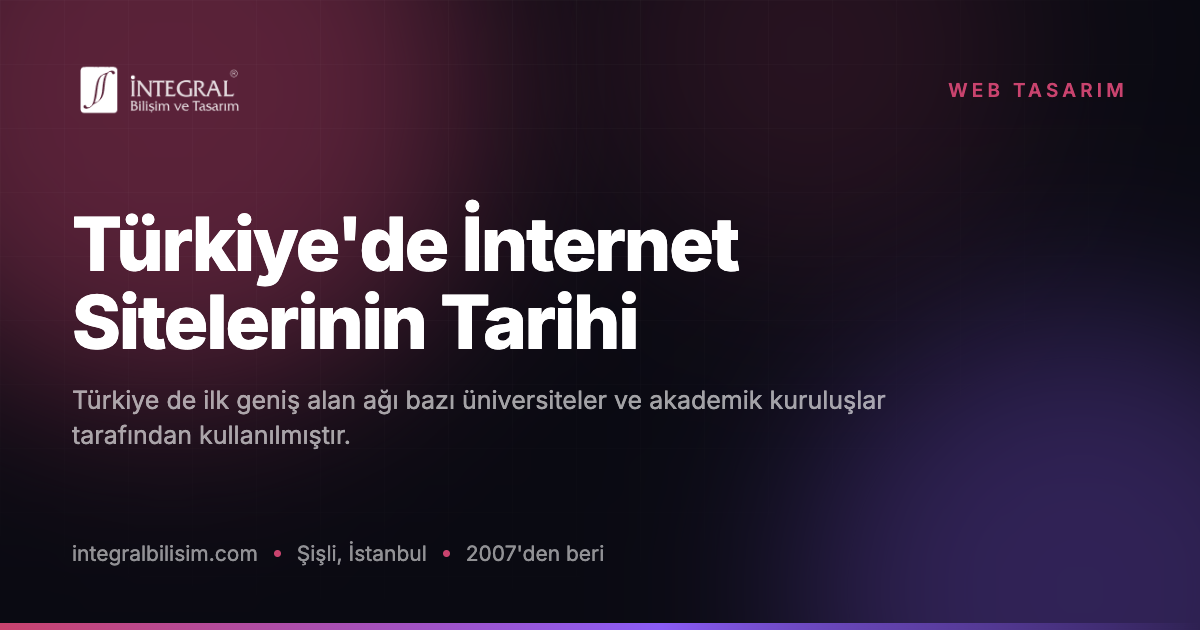 İNTEGRAL®
Bilişim ve Tasarım
WEB TASARIM
Türkiye'de İnternet
Sitelerinin Tarihi
Türkiye de ilk geniş alan ağı bazı üniversiteler ve akademik kuruluşlar
tarafından kullanılmıştır.
integralbilisim.com • Şişli, İstanbul • 2007'den beri